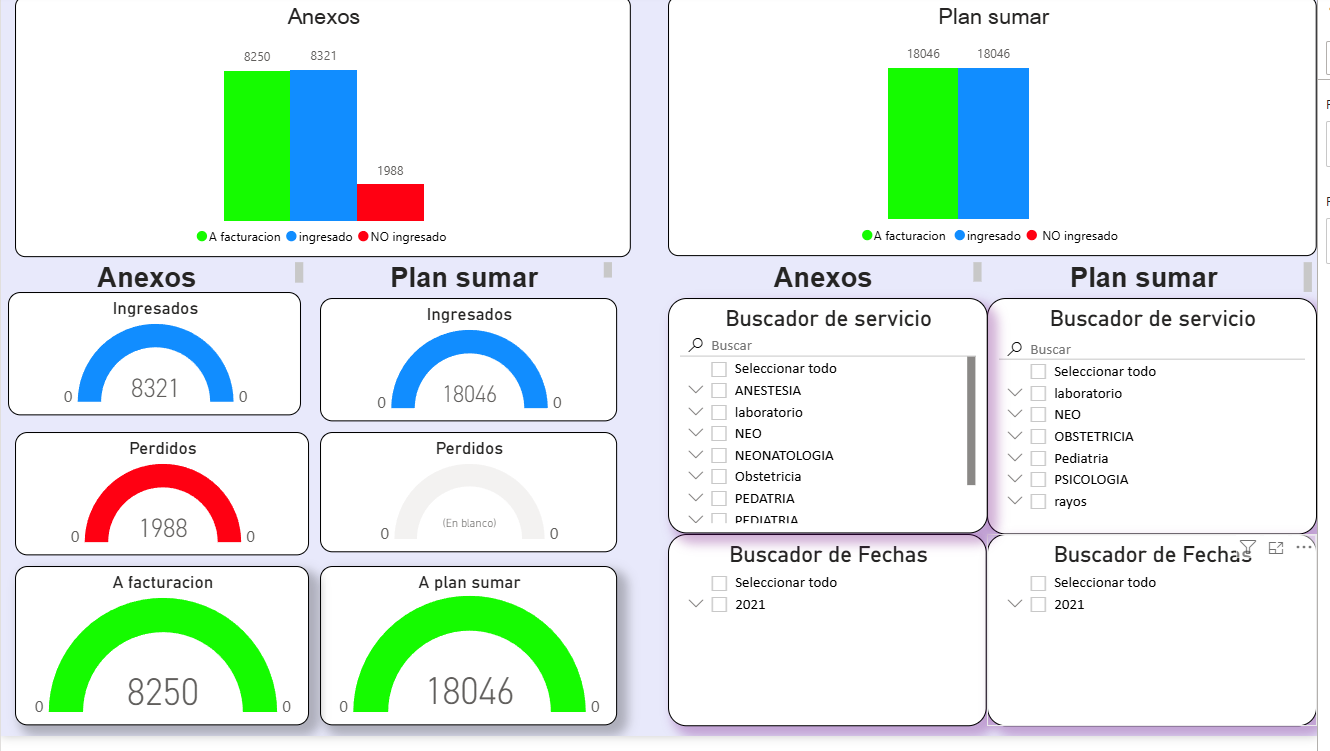 Anexos
8250
8321
1988
A facturacion
ingresado
NO ingresado
Plan sumar
18046
18046
A facturacion
ingresado
NO ingresado
Anexos
Plan sumar
Ingresados
8321
0
0
Ingresados
18046
0
0
Perdidos
1988
0
0
Perdidos
(En blanco)
0
0
A facturacion
8250
0
0
A plan sumar
18046
0
0
Anexos
Plan sumar
Buscador de servicio
Buscar
Seleccionar todo
ANESTESIA
laboratorio
NEO
NEONATOLOGIA
Obstetricia
PEDATRIA
PEDIATRIA
Buscador de servicio
Buscar
Seleccionar todo
laboratorio
NEO
OBSTETRICIA
Pediatria
PSICOLOGIA
rayos
Buscador de Fechas
Seleccionar todo
2021
Buscador de Fechas
Seleccionar todo
2021